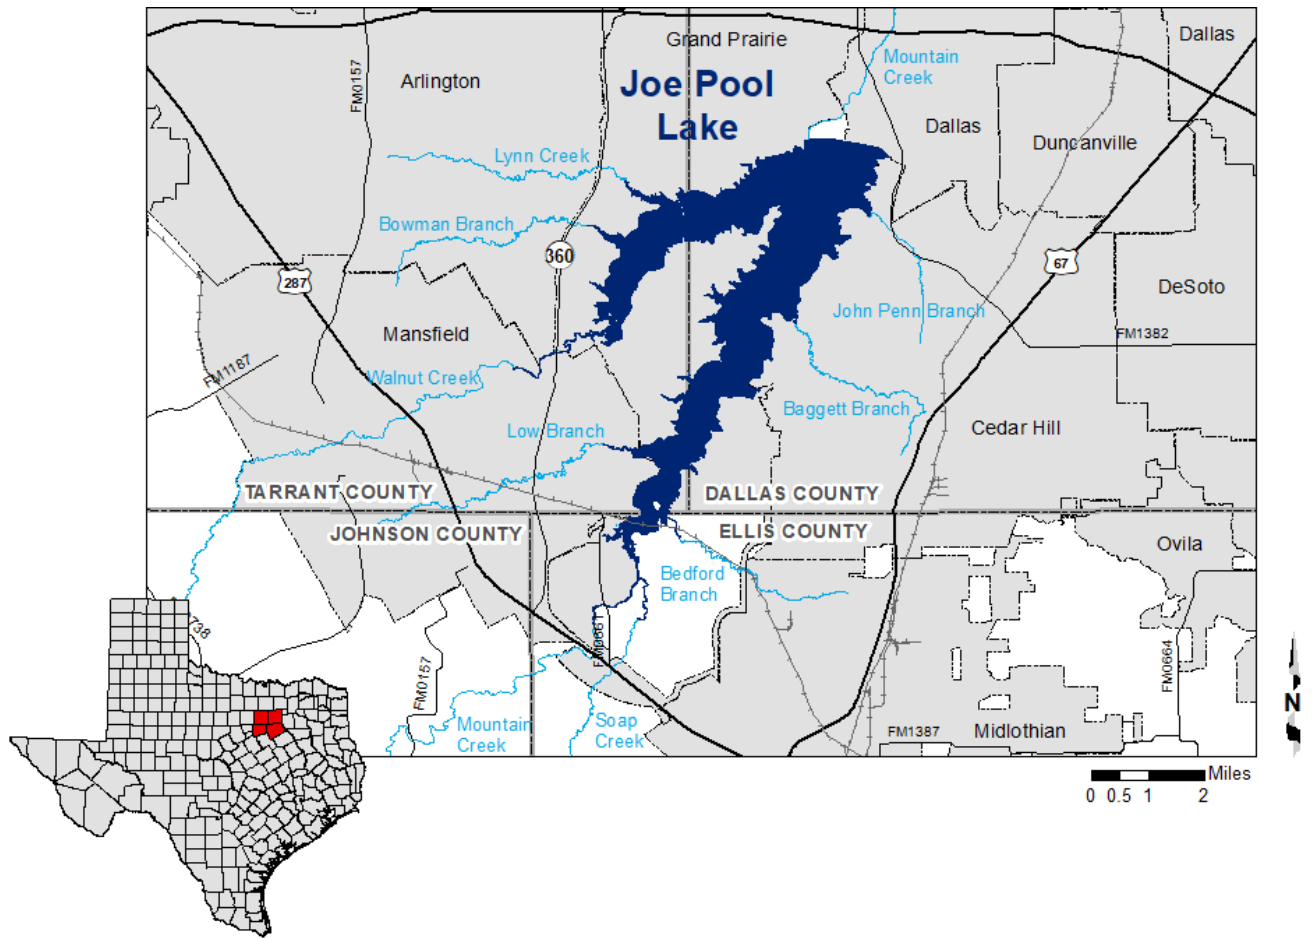 Grand Prairie
Dallas
Mountain
Creek
Arlington
FM0157
Joe Pool
Lake
Dallas
Duncanville
Lynn Creek
Bowman Branch
360
67
287
DeSoto
John Penn Branch
FM1382
Mansfield
FM1187
Walnut Creek
Baggett Branch
Low Branch
Cedar Hill
TARRANT COUNTY
DALLAS COUNTY
JOHNSON COUNTY
ELLIS COUNTY
Ovila
Bedford
Branch
FM0661
738
FM0157
FM0664
Mountain
Creek
Soap
Creek
FM1387
Midlothian
N
Miles
0 0.5 1 2